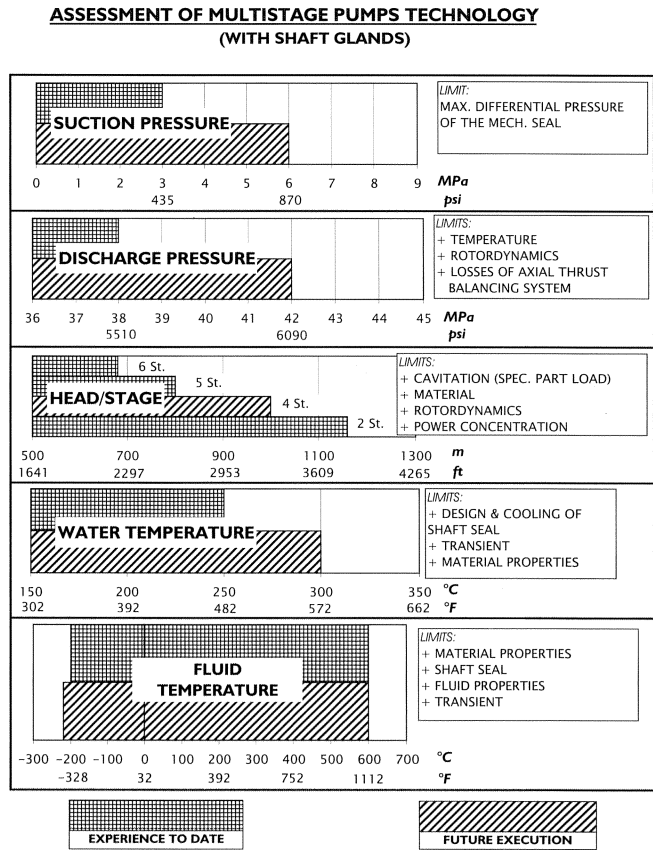 ASSESSMENT OF MULTISTAGE PUMPS TECHNOLOGY
(WITH SHAFT GLANDS)
SUCTION PRESSURE
LIMIT:
MAX. DIFFERENTIAL PRESSURE
OF THE MECH. SEAL
0 1 2 3 4 5 6 7 8 9 MPa
435 870 psi
DISCHARGE PRESSURE
LIMITS:
+ TEMPERATURE
+ ROTORDYNAMICS
+ LOSSES OF AXIAL THRUST
BALANCING SYSTEM
36 37 38 39 40 41 42 43 44 45 MPa
5510 6090 psi
HEAD/STAGE
6 St.
5 St.
4 St.
2 St.
LIMITS:
+ CAVITATION (SPEC. PART LOAD)
+ MATERIAL
+ ROTORDYNAMICS
+ POWER CONCENTRATION
500 700 900 1100 1300 m
1641 2297 2953 3609 4265 ft
WATER TEMPERATURE
LIMITS:
+ DESIGN & COOLING OF
SHAFT SEAL
+ TRANSIENT
+ MATERIAL PROPERTIES
150 200 250 300 350 °C
302 392 482 572 662 °F
FLUID
TEMPERATURE
LIMITS:
+ MATERIAL PROPERTIES
+ SHAFT SEAL
+ FLUID PROPERTIES
+ TRANSIENT
-300 -200 -100 0 100 200 300 400 500 600 700 °C
-328 32 392 752 1112 °F
EXPERIENCE TO DATE
FUTURE EXECUTION